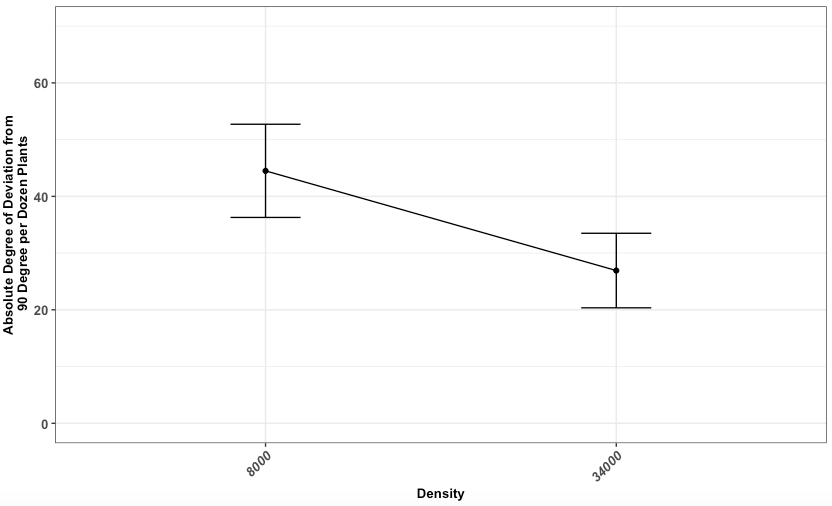 Absolute Degree of Deviation from
90 Degree per Dozen Plants
60
40
20
0
8000
34000
Density